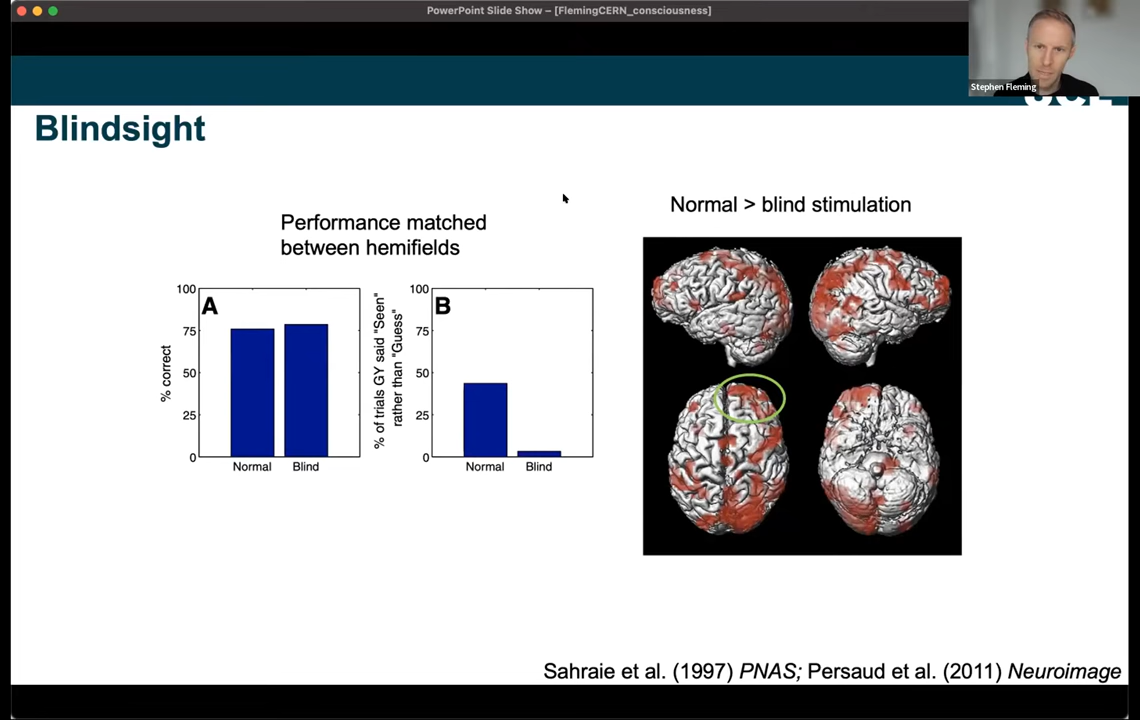 PowerPoint Slide Show – [FlemingCERN_consciousness]
Stephen Fleming
Blindsight
Performance matched
between hemifields
A
100
75
50
25
0
% correct
Normal
Blind
B
100
75
50
25
0
% of trials GY said "Seen"
rather than "Guess"
Normal
Blind
Normal > blind stimulation
Sahraie et al. (1997) PNAS; Persaud et al. (2011) Neuroimage